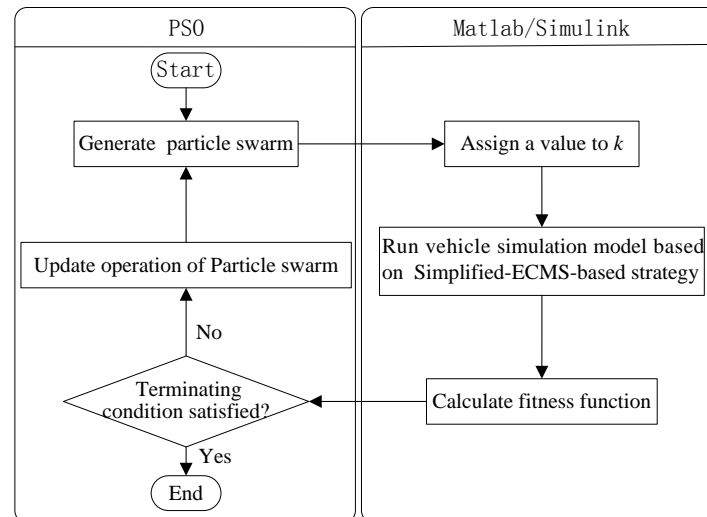 PSO
Matlab/Simulink
Start
Generate particle swarm
Assign a value to k
Update operation of Particle swarm
Run vehicle simulation model based
on Simplified-ECMS-based strategy
No
Terminating
condition satisfied?
Calculate fitness function
Yes
End